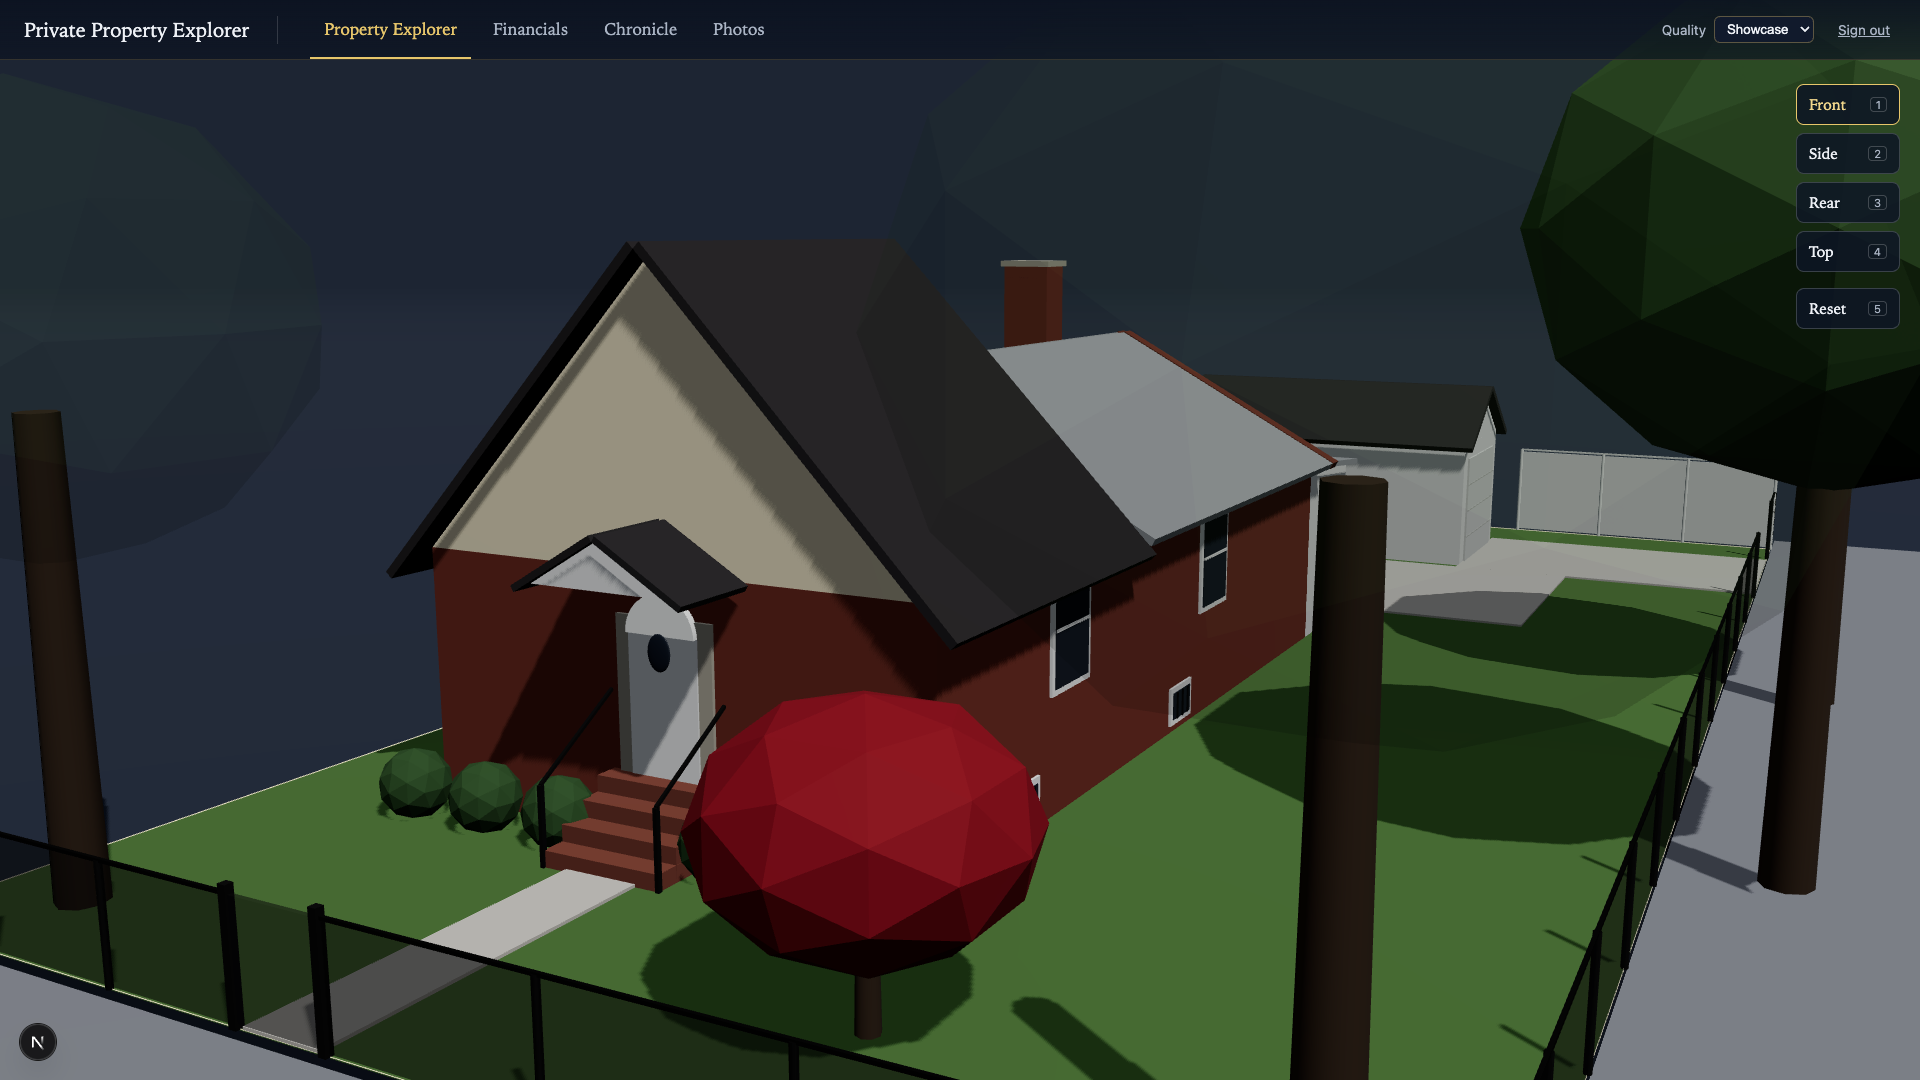 Private Property Explorer
Property Explorer
Financials
Chronicle
Photos
Quality
Showcase
Sign out
Front 1
Side 2
Rear 3
Top 4
Reset 5
N